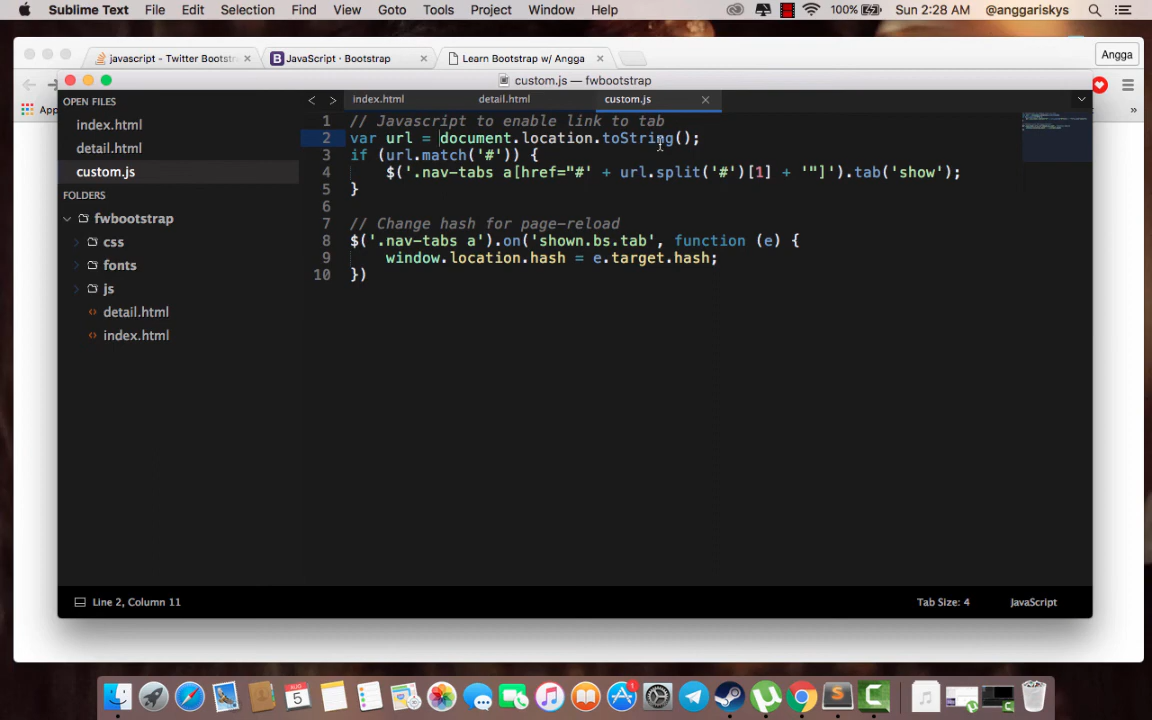 Sublime Text File Edit Selection Find View Goto Tools Project Window Help 100% Sun 2:28 AM @anggariskys
javascript - Twitter Bootstr JavaScript · Bootstrap Learn Bootstrap w/ Angga Angga
custom.js — fwbootstrap
App
OPEN FILES
index.html
detail.html
custom.js
FOLDERS
fwbootstrap
css
fonts
js
detail.html
index.html
index.html detail.html custom.js
1 // Javascript to enable link to tab
2 var url = document.location.toString();
3 if (url.match('#')) {
4 $('.nav-tabs a[href="#' + url.split('#')[1] + '"]').tab('show');
5 }
6
7 // Change hash for page-reload
8 $('.nav-tabs a').on('shown.bs.tab', function (e) {
9 window.location.hash = e.target.hash;
10 })
Line 2, Column 11 Tab Size: 4 JavaScript